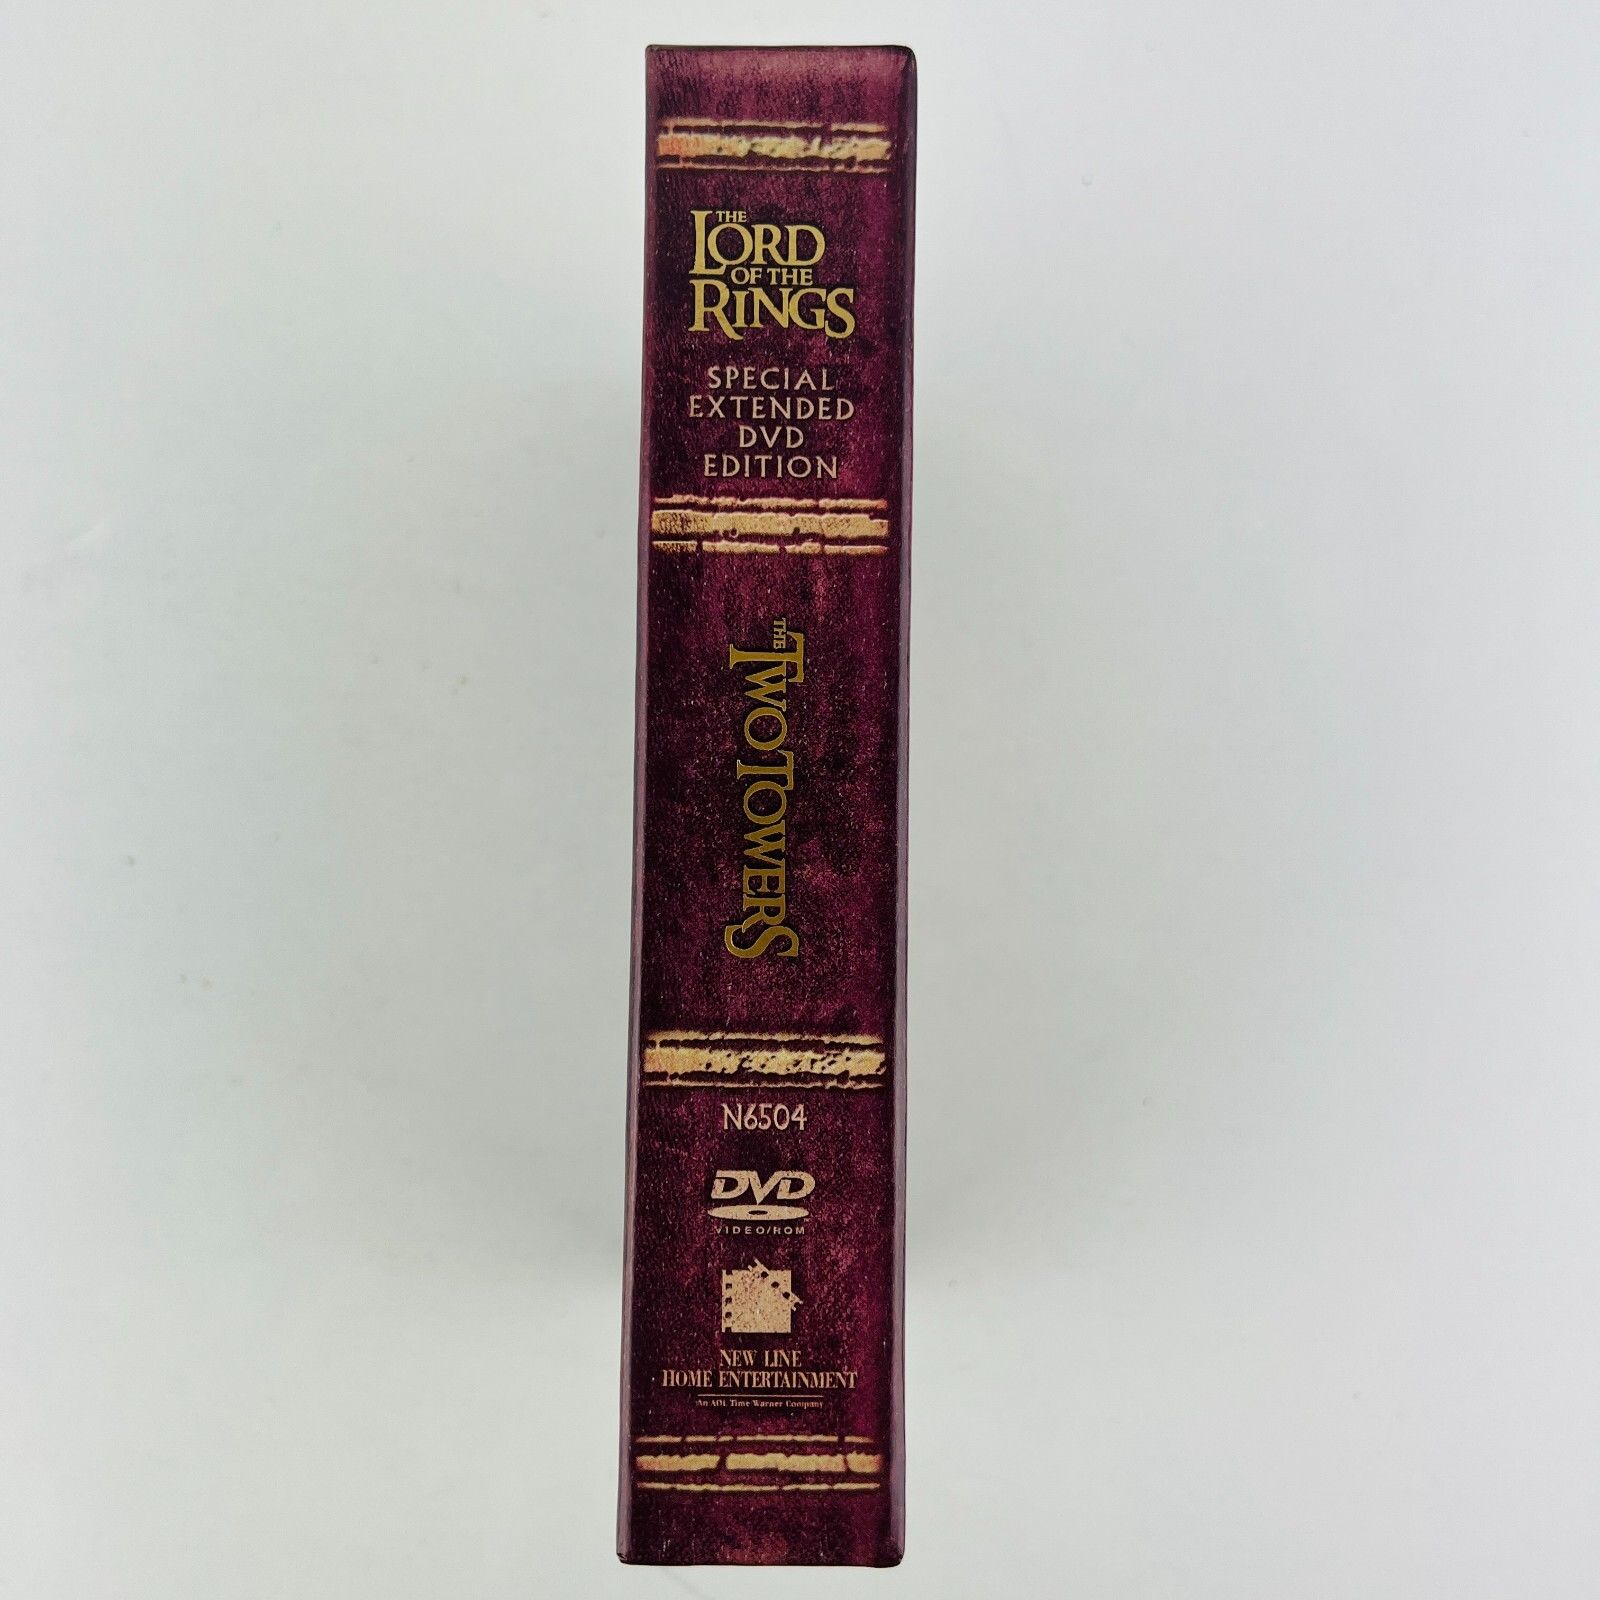 THE
LORD
OF THE
RINGS
SPECIAL
EXTENDED
DVD
EDITION
THE TWO TOWERS
N6504
DVD
VIDEO/ROM
NEW LINE
HOME ENTERTAINMENT
An AOL Time Warner Company